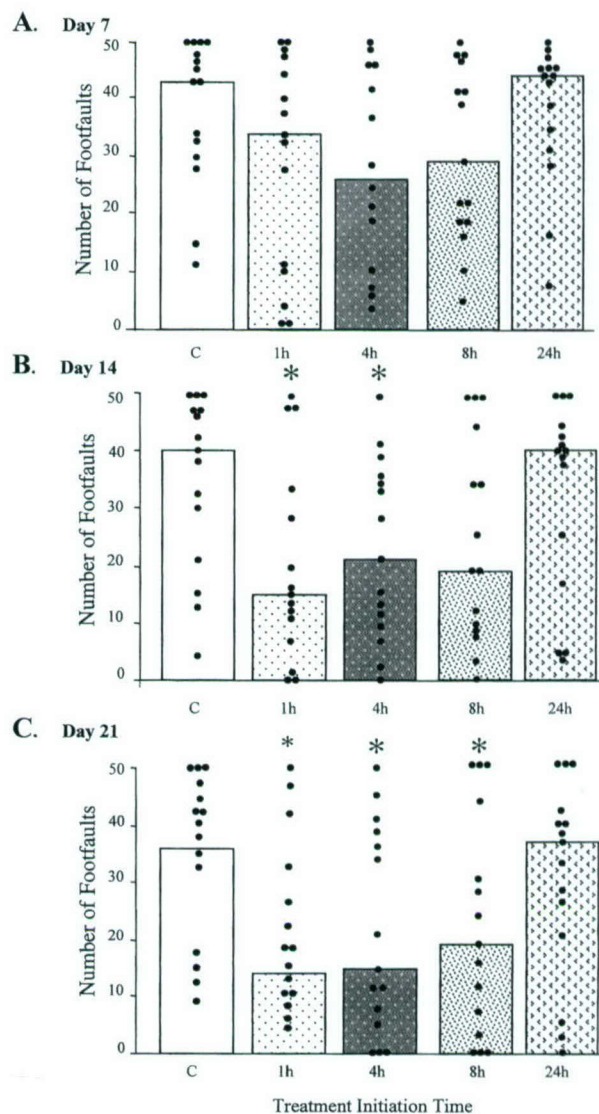 A. Day 7
50
40
30
20
10
0
Number of Footfaults
C 1h 4h 8h 24h
B. Day 14
* *
50
40
30
20
10
0
Number of Footfaults
C 1h 4h 8h 24h
C. Day 21
* * *
50
40
30
20
10
0
Number of Footfaults
C 1h 4h 8h 24h
Treatment Initiation Time